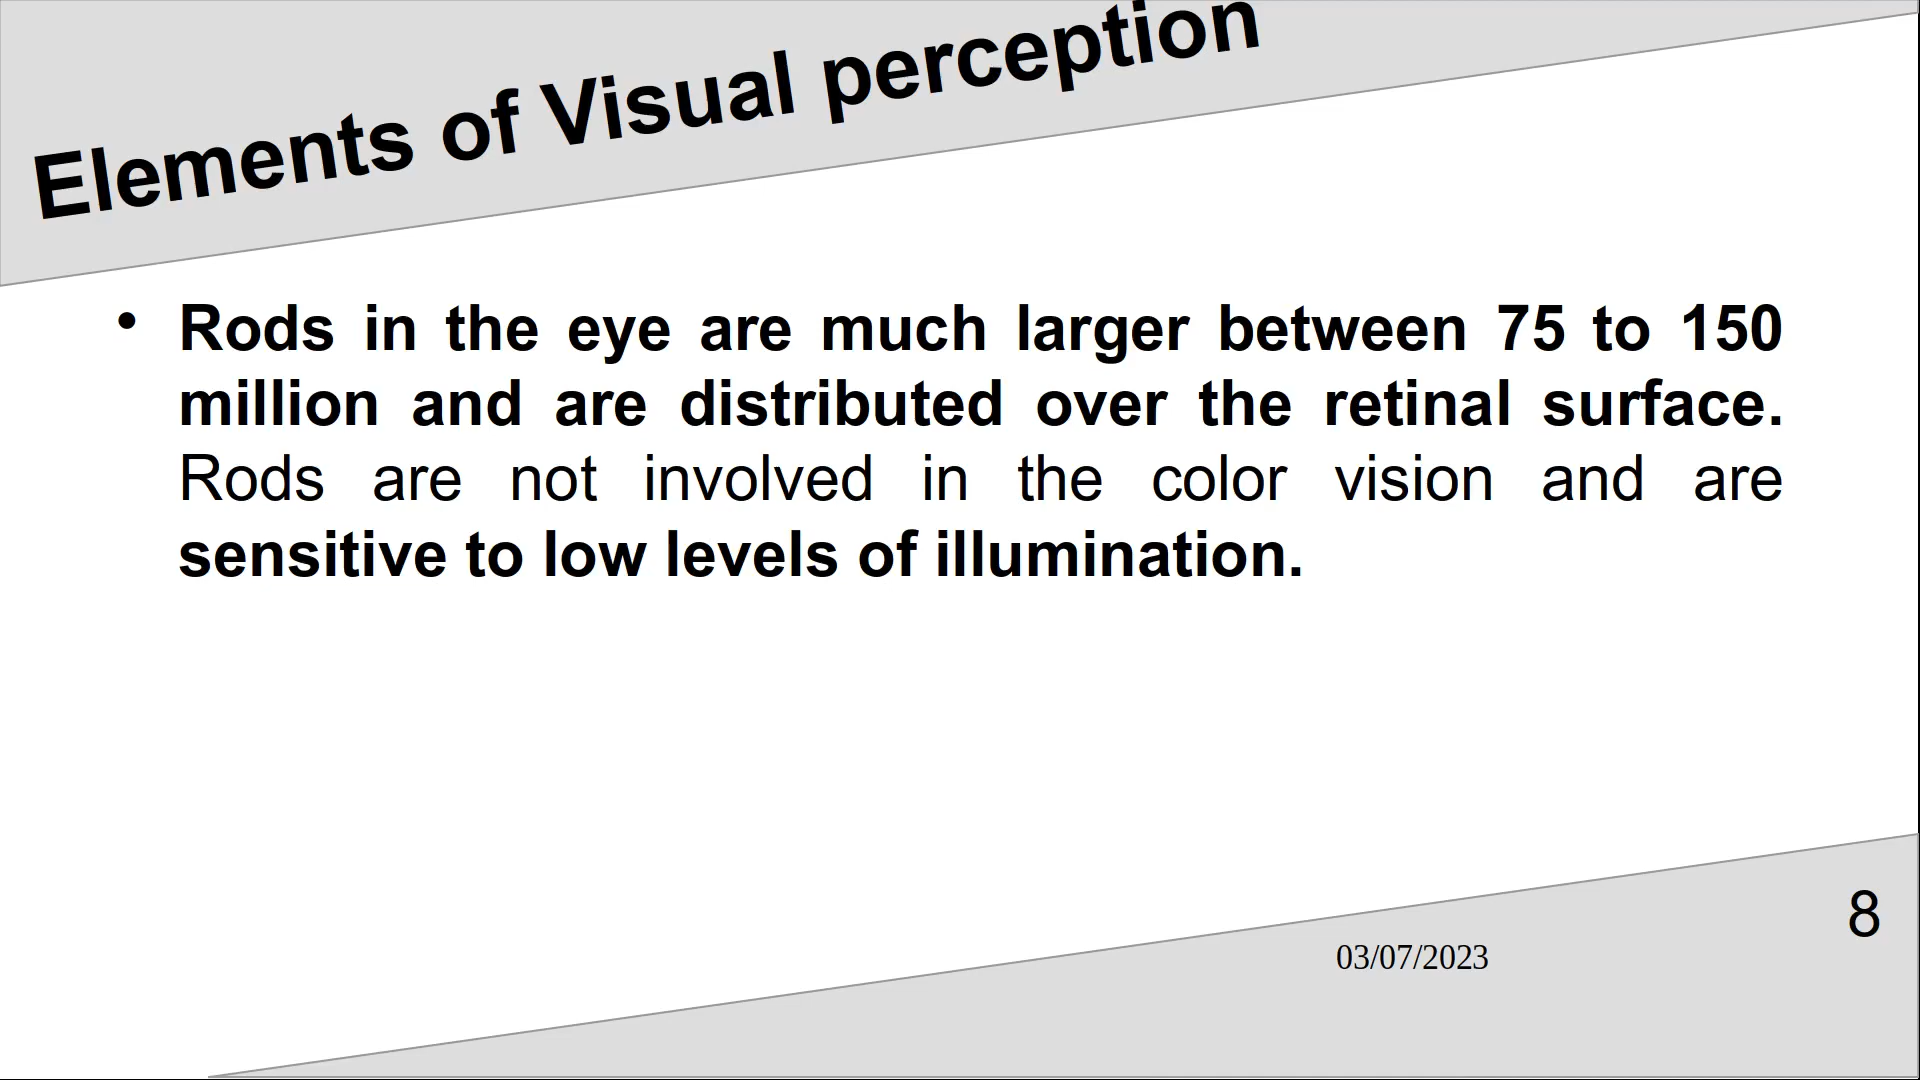 Elements of Visual perception
• Rods in the eye are much larger between 75 to 150
million and are distributed over the retinal surface.
Rods are not involved in the color vision and are
sensitive to low levels of illumination.
8
03/07/2023